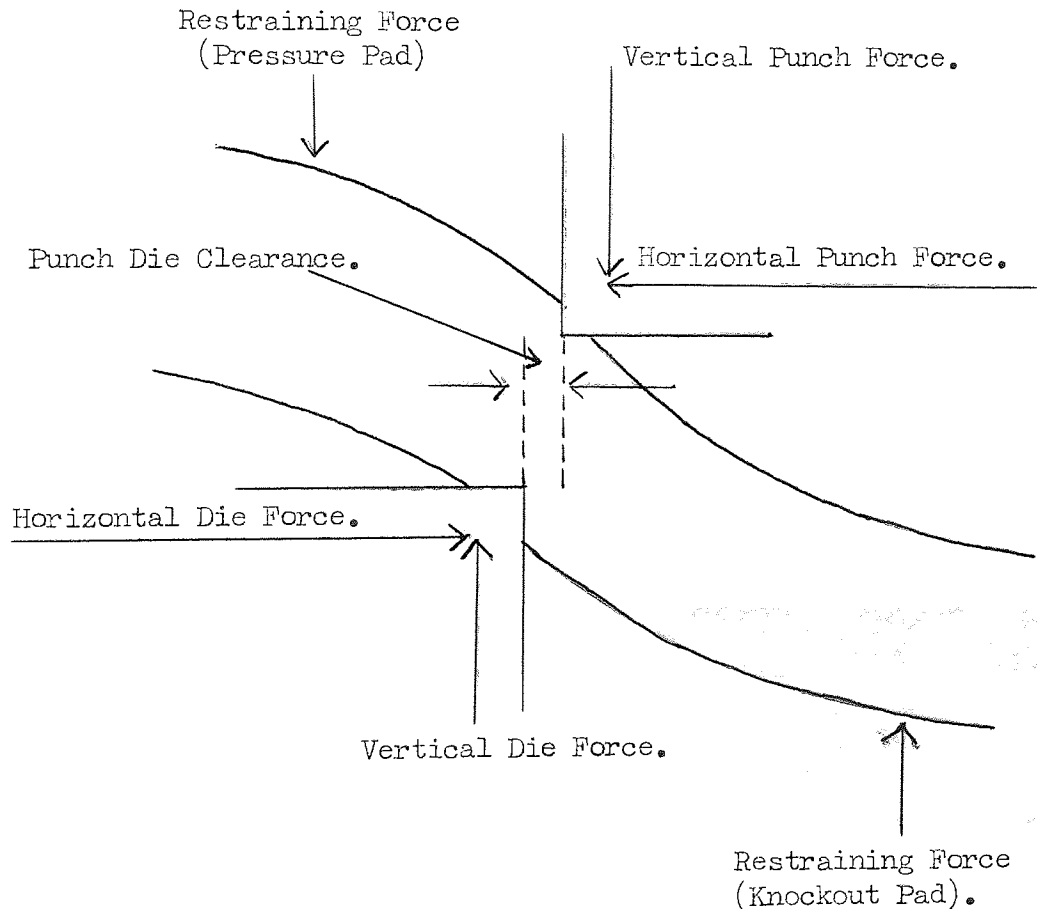 Restraining Force
(Pressure Pad)
Vertical Punch Force.
Punch Die Clearance.
Horizontal Punch Force.
Horizontal Die Force.
Vertical Die Force.
Restraining Force
(Knockout Pad).